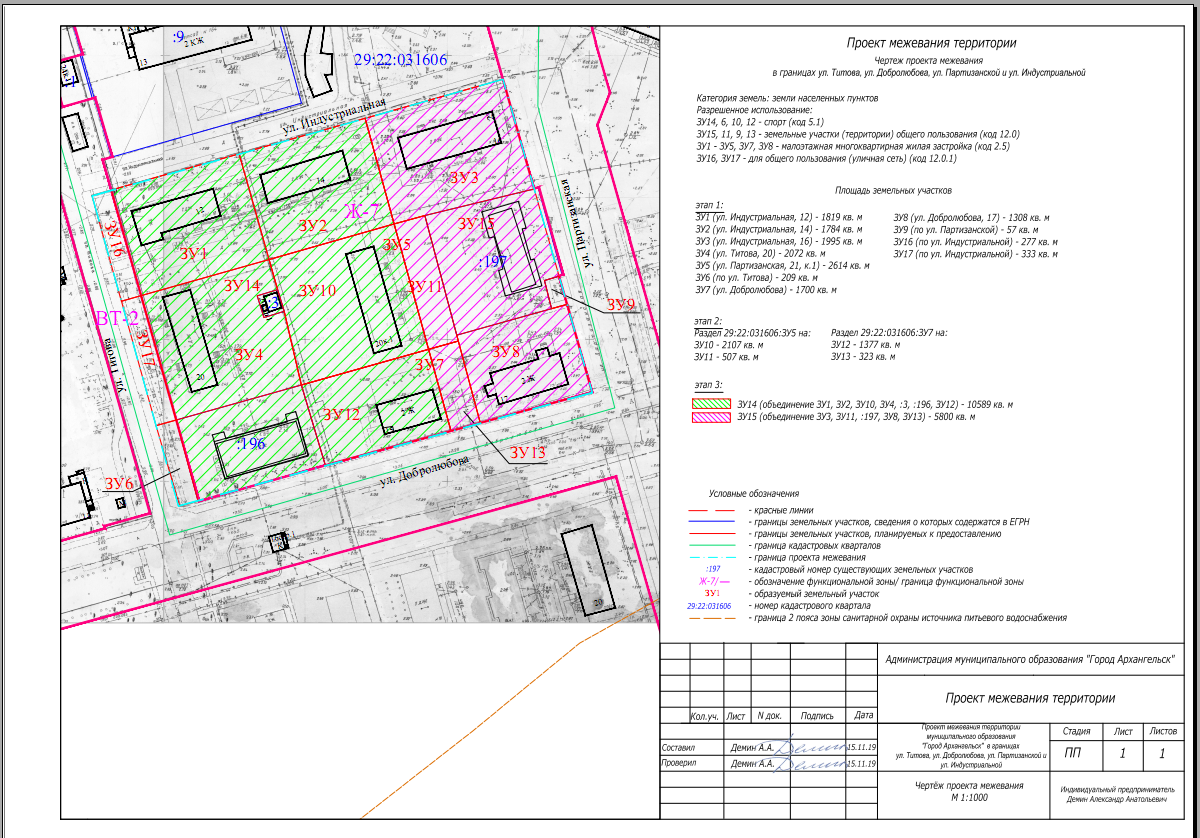 :9
2 КЖ
13
29:22:031606
ул. Индустриальная
12
14
Ж-7
ЗУ3
ЗУ16
ЗУ1
ЗУ2
ЗУ15
ЗУ5
:197
ул. Партизанская
ЗУ14
:3
ЗУ10
ЗУ11
ЗУ9
ВТ-2
ул. Титова
ЗУ17
ЗУ4
20к.1
ЗУ8
ЗУ7
20
2 Ж
17
ЗУ12
:196
ЗУ13
ул. Добролюбова
ЗУ6
20
Проект межевания территории
Чертеж проекта межевания
в границах ул. Титова, ул. Добролюбова, ул. Партизанской и ул. Индустриальной
Категория земель: земли населенных пунктов
Разрешенное использование:
ЗУ14, 6, 10, 12 - спорт (код 5.1)
ЗУ15, 11, 9, 13 - земельные участки (территории) общего пользования (код 12.0)
ЗУ1 - ЗУ5, ЗУ7, ЗУ8 - малоэтажная многоквартирная жилая застройка (код 2.5)
ЗУ16, ЗУ17 - для общего пользования (уличная сеть) (код 12.0.1)
Площадь земельных участков
этап 1:
ЗУ1 (ул. Индустриальная, 12) - 1819 кв. м
ЗУ2 (ул. Индустриальная, 14) - 1784 кв. м
ЗУ3 (ул. Индустриальная, 16) - 1995 кв. м
ЗУ4 (ул. Титова, 20) - 2072 кв. м
ЗУ5 (ул. Партизанская, 21, к.1) - 2614 кв. м
ЗУ6 (по ул. Титова) - 209 кв. м
ЗУ7 (ул. Добролюбова) - 1700 кв. м
ЗУ8 (ул. Добролюбова, 17) - 1308 кв. м
ЗУ9 (по ул. Партизанской) - 57 кв. м
ЗУ16 (по ул. Индустриальной) - 277 кв. м
ЗУ17 (по ул. Индустриальной) - 333 кв. м
этап 2:
Раздел 29:22:031606:ЗУ5 на:
ЗУ10 - 2107 кв. м
ЗУ11 - 507 кв. м
Раздел 29:22:031606:ЗУ7 на:
ЗУ12 - 1377 кв. м
ЗУ13 - 323 кв. м
этап 3:
ЗУ14 (объединение ЗУ1, ЗУ2, ЗУ10, ЗУ4, :3, :196, ЗУ12) - 10589 кв. м
ЗУ15 (объединение ЗУ3, ЗУ11, :197, ЗУ8, ЗУ13) - 5800 кв. м
Условные обозначения
- красные линии
- границы земельных участков, сведения о которых содержатся в ЕГРН
- границы земельных участков, планируемых к предоставлению
- граница кадастровых кварталов
- граница проекта межевания
:197 - кадастровый номер существующих земельных участков
Ж-7/ - обозначение функциональной зоны/ граница функциональной зоны
ЗУ1 - образуемый земельный участок
29:22:031606 - номер кадастрового квартала
- граница 2 пояса зоны санитарной охраны источника питьевого водоснабжения
Администрация муниципального образования "Город Архангельск"
Проект межевания территории
Кол.уч. Лист N док. Подпись Дата
Составил Демин А.А. Демин 15.11.19
Проверил Демин А.А. Демин 15.11.19
Проект межевания территории
муниципального образования
"Город Архангельск" в границах
ул. Титова, ул. Добролюбова, ул. Партизанской и
ул. Индустриальной
Стадия Лист Листов
ПП 1 1
Чертёж проекта межевания
М 1:1000
Индивидуальный предприниматель
Демин Александр Анатольевич